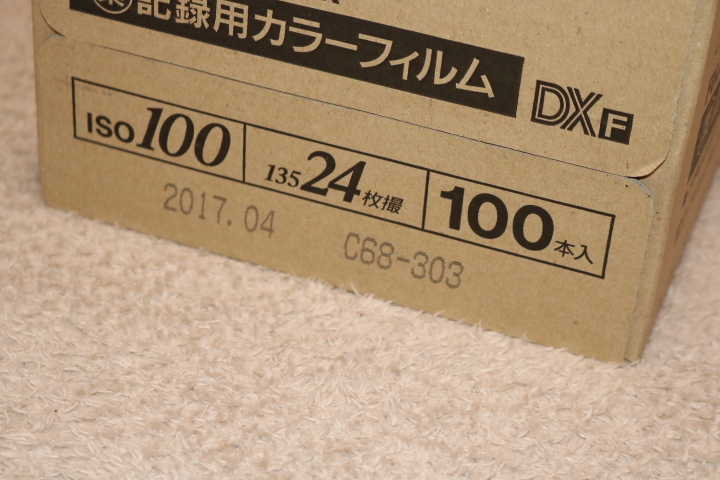 記録用カラーフィルム
DXF
ISO100
135 24枚撮
100本入
2017.04
C68-303